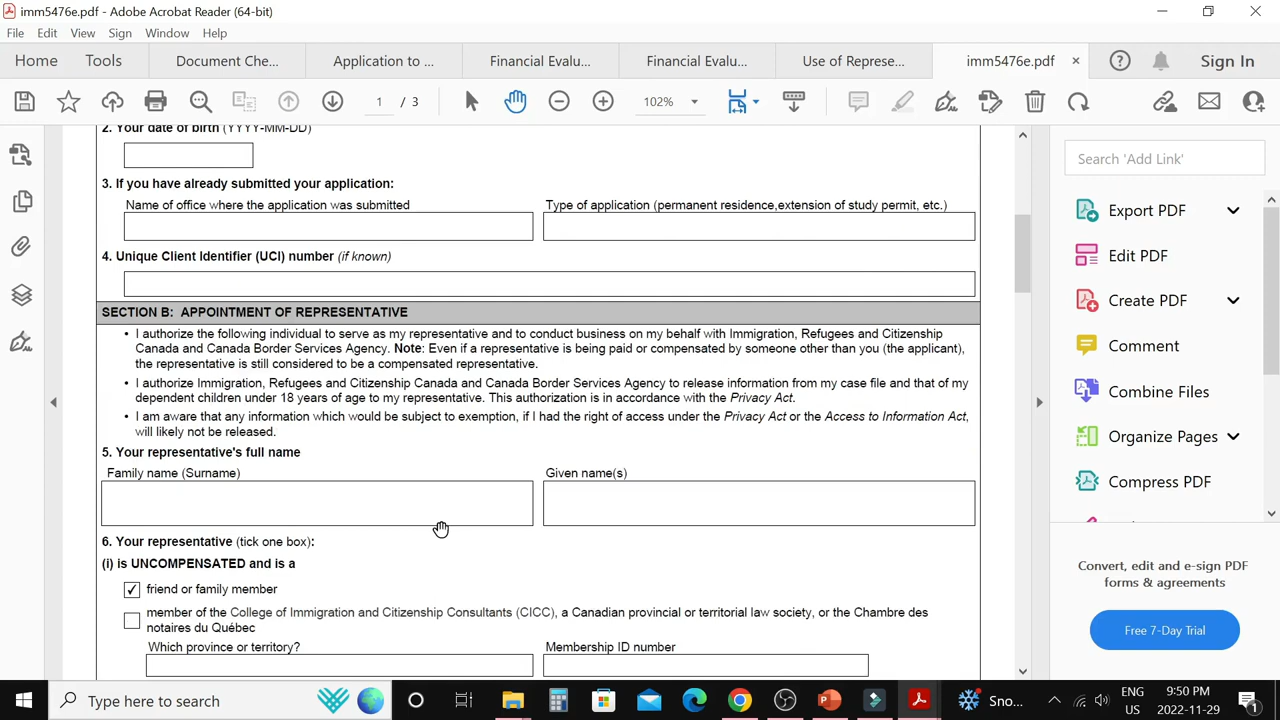 imm5476e.pdf - Adobe Acrobat Reader (64-bit)
File Edit View Sign Window Help
Home Tools Document Che... Application to ... Financial Evalu... Financial Evalu... Use of Represe... imm5476e.pdf × Sign In
1 / 3 102%
2. Your date of birth (YYYY-MM-DD)
3. If you have already submitted your application:
Name of office where the application was submitted
Type of application (permanent residence,extension of study permit, etc.)
4. Unique Client Identifier (UCI) number (if known)
SECTION B: APPOINTMENT OF REPRESENTATIVE
• I authorize the following individual to serve as my representative and to conduct business on my behalf with Immigration, Refugees and Citizenship
Canada and Canada Border Services Agency. Note: Even if a representative is being paid or compensated by someone other than you (the applicant),
the representative is still considered to be a compensated representative.
• I authorize Immigration, Refugees and Citizenship Canada and Canada Border Services Agency to release information from my case file and that of my
dependent children under 18 years of age to my representative. This authorization is in accordance with the Privacy Act.
• I am aware that any information which would be subject to exemption, if I had the right of access under the Privacy Act or the Access to Information Act,
will likely not be released.
5. Your representative's full name
Family name (Surname)
Given name(s)
6. Your representative (tick one box):
(i) is UNCOMPENSATED and is a
friend or family member
member of the College of Immigration and Citizenship Consultants (CICC), a Canadian provincial or territorial law society, or the Chambre des
notaires du Québec
Which province or territory?
Membership ID number
Search 'Add Link'
Export PDF
Edit PDF
Create PDF
Comment
Combine Files
Organize Pages
Compress PDF
Convert, edit and e-sign PDF
forms & agreements
Free 7-Day Trial
Type here to search
Sno...
ENG
US
9:50 PM
2022-11-29
1